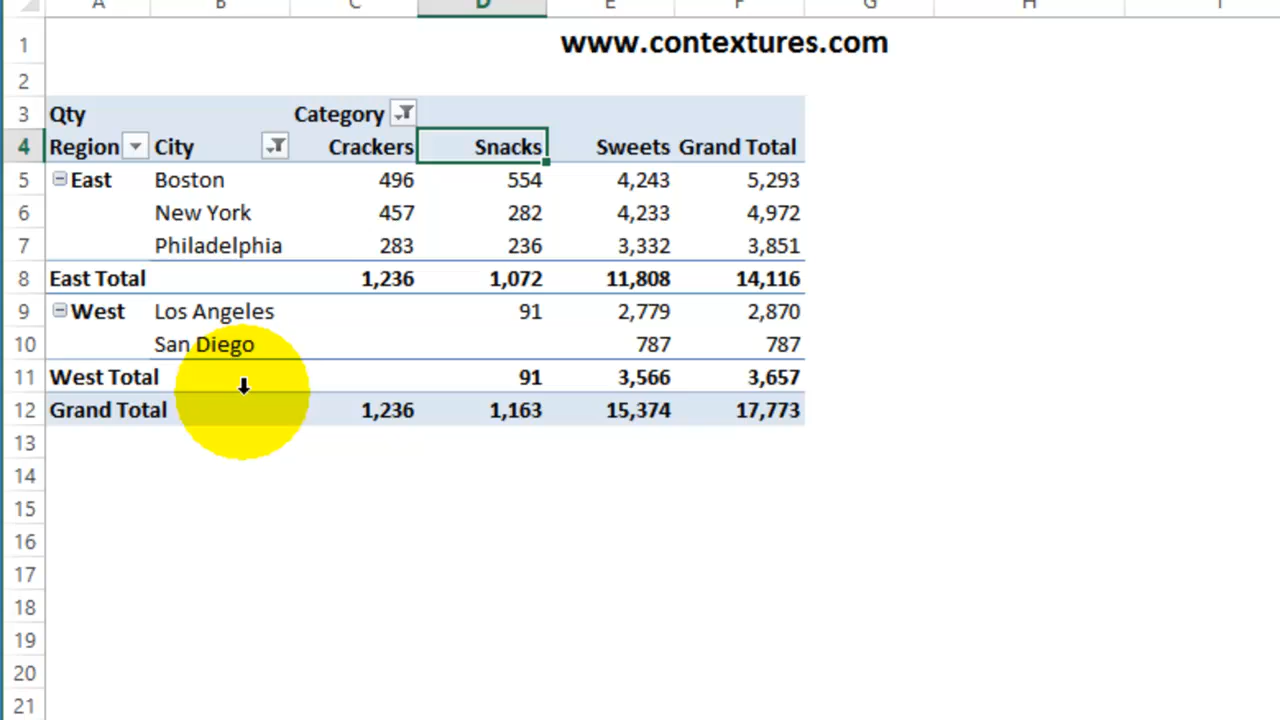 A B C D E F G H I
1 www.contextures.com
2
3 Qty Category
4 Region City Crackers Snacks Sweets Grand Total
5 East Boston 496 554 4,243 5,293
6 New York 457 282 4,233 4,972
7 Philadelphia 283 236 3,332 3,851
8 East Total 1,236 1,072 11,808 14,116
9 West Los Angeles 91 2,779 2,870
10 San Diego 787 787
11 West Total 91 3,566 3,657
12 Grand Total 1,236 1,163 15,374 17,773
13
14
15
16
17
18
19
20
21